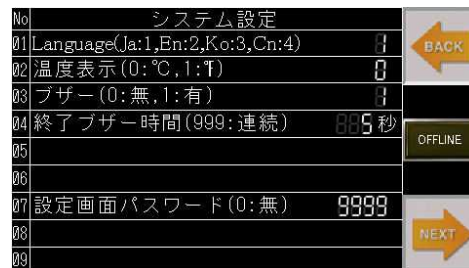 No システム設定
01 Language(Ja:1,En:2,Ko:3,Cn:4) 1
BACK
02 温度表示(0:℃,1:℉) 0
03 ブザー(0:無,1:有) 1
04 終了ブザー時間(999:連続) 5秒
OFFLINE
05
06
07 設定画面パスワード(0:無) 9999
08
NEXT
09